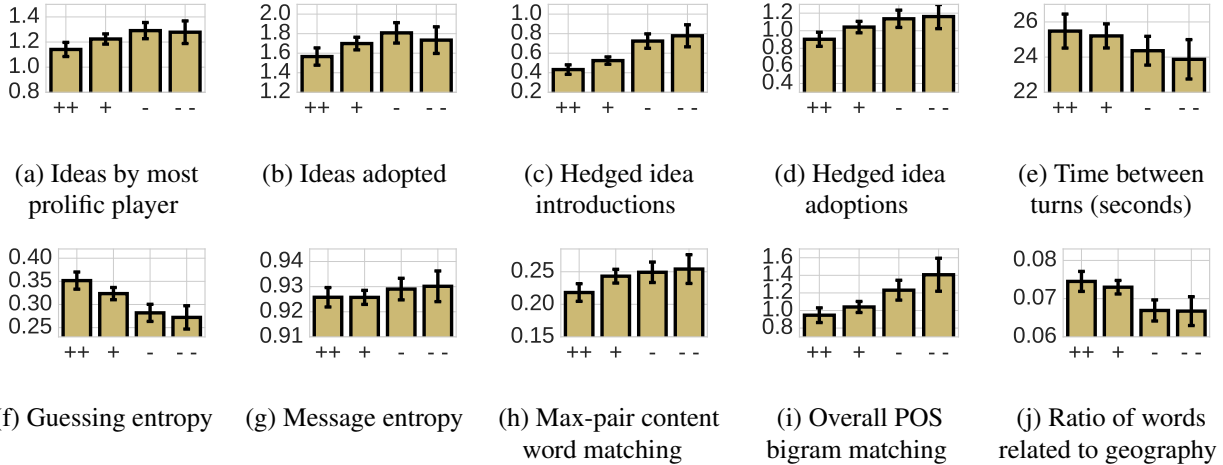 1.4
1.2
1.0
0.8
++ + - - -
(a) Ideas by most
prolific player
1.8
1.6
1.4
1.2
++ + - - -
(b) Ideas adopted
1.0
0.8
0.6
0.4
0.2
++ + - - -
(c) Hedged idea
introductions
1.2
1.0
0.8
0.6
0.4
++ + - - -
(d) Hedged idea
adoptions
26
24
22
++ + - - -
(e) Time between
turns (seconds)
0.40
0.35
0.30
0.25
++ + - - -
f) Guessing entropy
0.94
0.93
0.92
0.91
++ + - - -
(g) Message entropy
0.25
0.20
0.15
++ + - - -
(h) Max-pair content
word matching
1.6
1.4
1.2
1.0
0.8
++ + - - -
(i) Overall POS
bigram matching
0.08
0.07
0.06
++ + - - -
(j) Ratio of words
related to geography